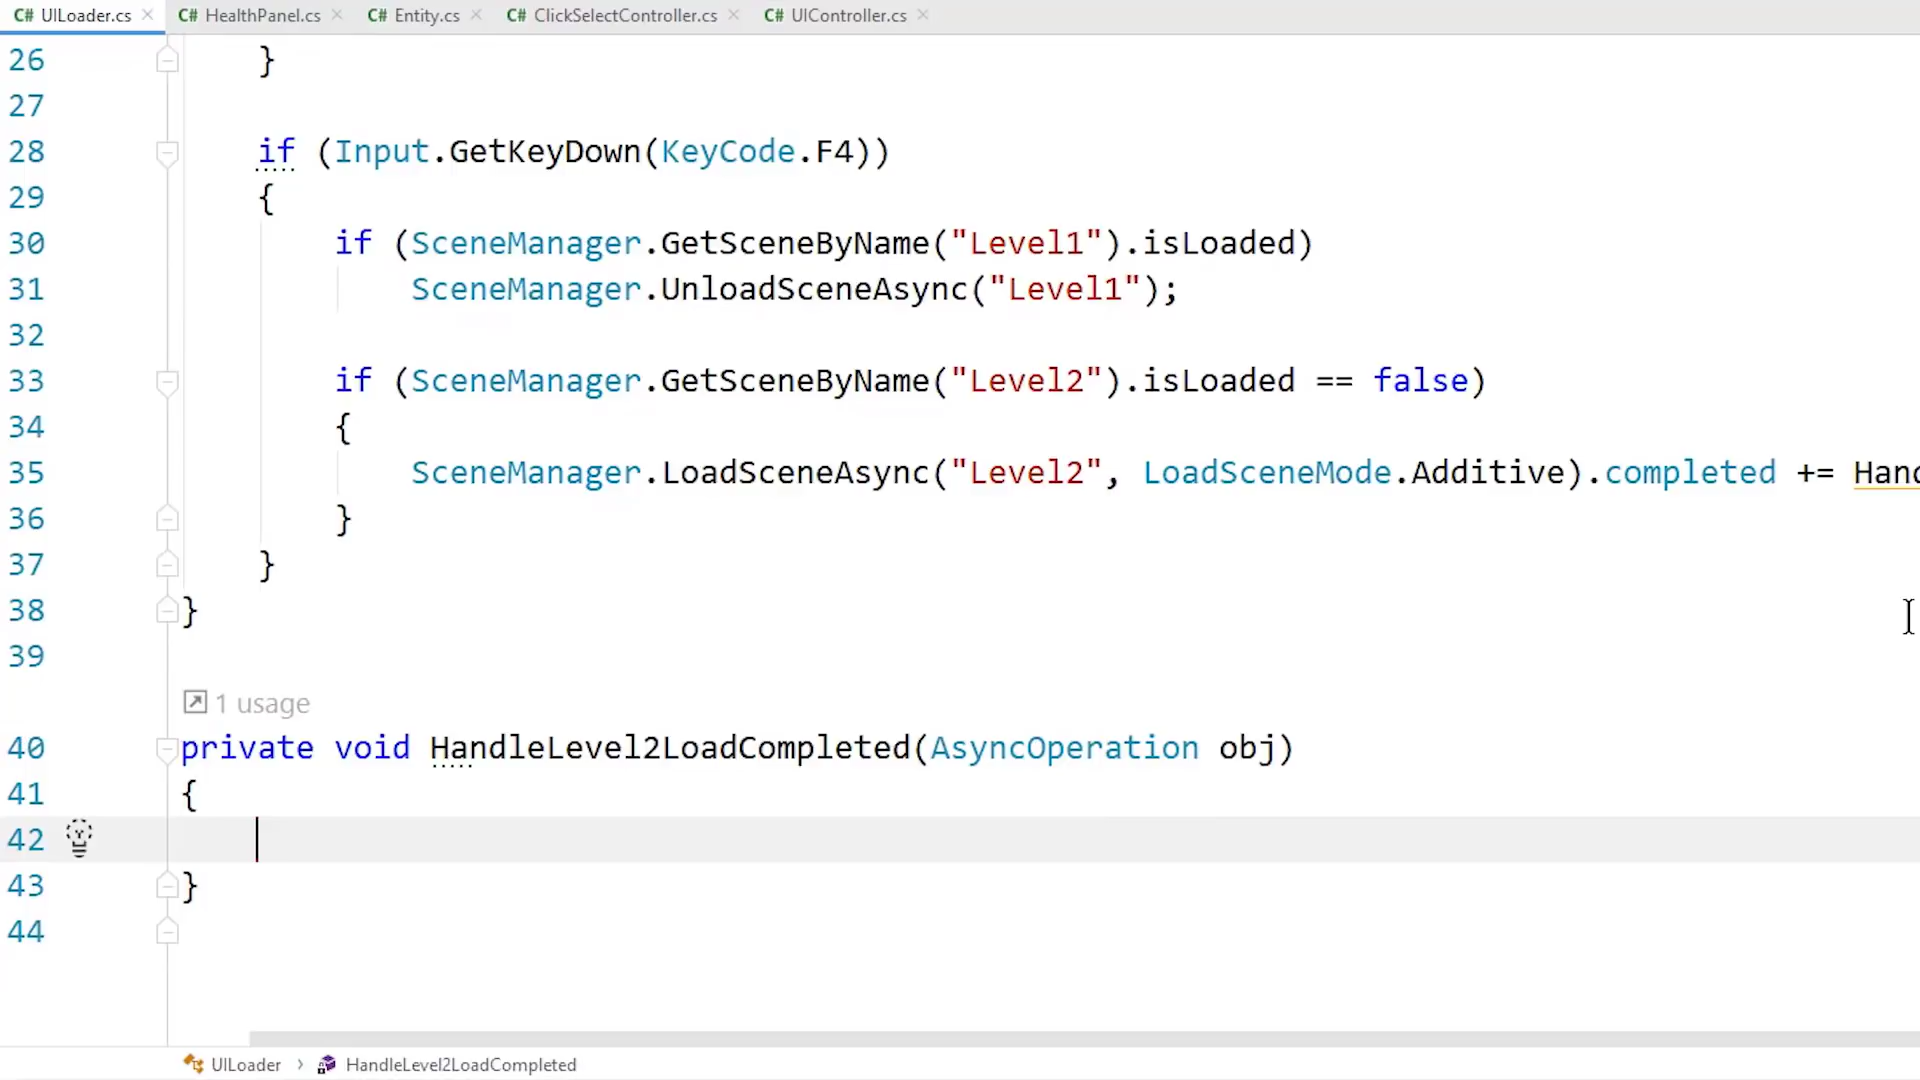 C# UILoader.cs × C# HealthPanel.cs × C# Entity.cs × C# ClickSelectController.cs × C# UIController.cs ×
26 }
27
28 if (Input.GetKeyDown(KeyCode.F4))
29 {
30 if (SceneManager.GetSceneByName("Level1").isLoaded)
31 SceneManager.UnloadSceneAsync("Level1");
32
33 if (SceneManager.GetSceneByName("Level2").isLoaded == false)
34 {
35 SceneManager.LoadSceneAsync("Level2", LoadSceneMode.Additive).completed += Hand
36 }
37 }
38 }
39
1 usage
40 private void HandleLevel2LoadCompleted(AsyncOperation obj)
41 {
42
43 }
44
UILoader › HandleLevel2LoadCompleted